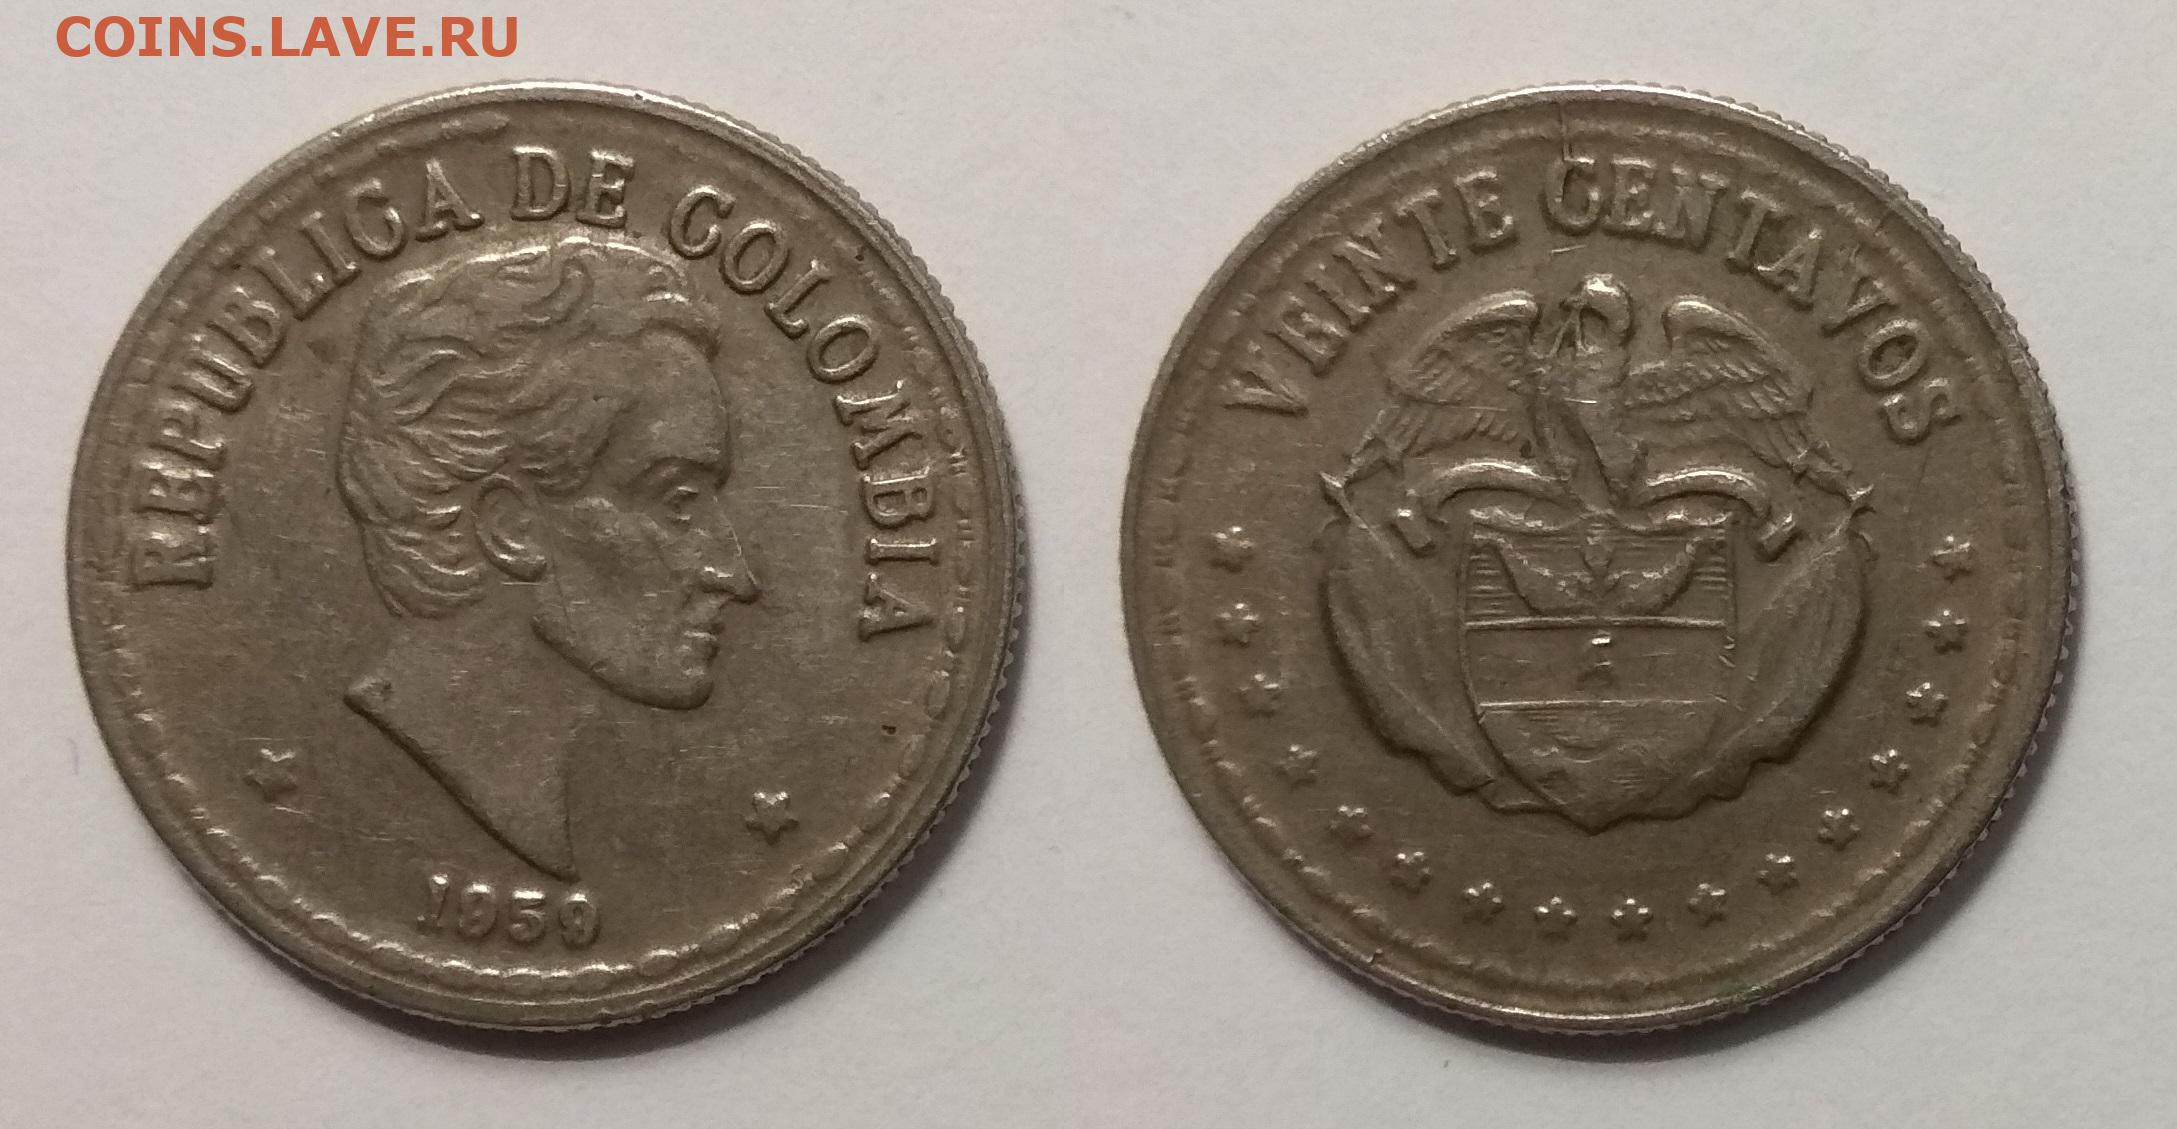 COINS.LAVE.RU
REPUBLICA DE COLOMBIA
1959
VEINTE CENTAVOS